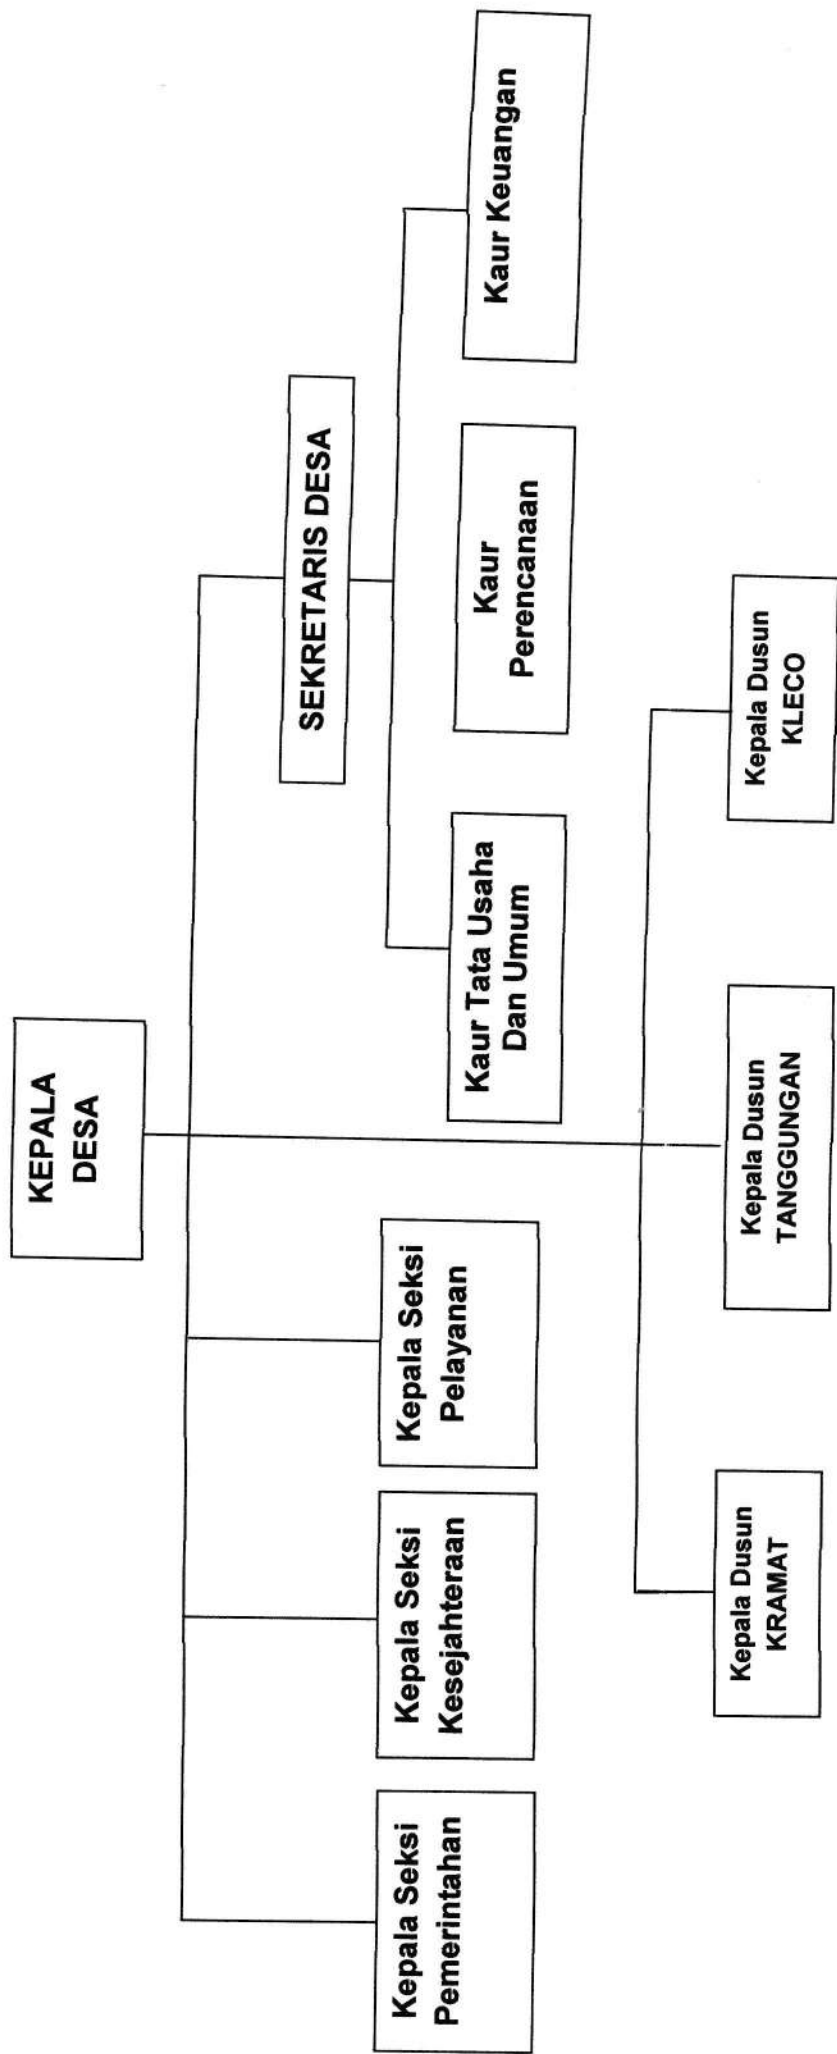 KEPALA
DESA
SEKRETARIS DESA
Kepala Seksi
Pemerintahan
Kepala Seksi
Kesejahteraan
Kepala Seksi
Pelayanan
Kaur Tata Usaha
Dan Umum
Kaur
Perencanaan
Kaur Keuangan
Kepala Dusun
KRAMAT
Kepala Dusun
TANGGUNGAN
Kepala Dusun
KLECO